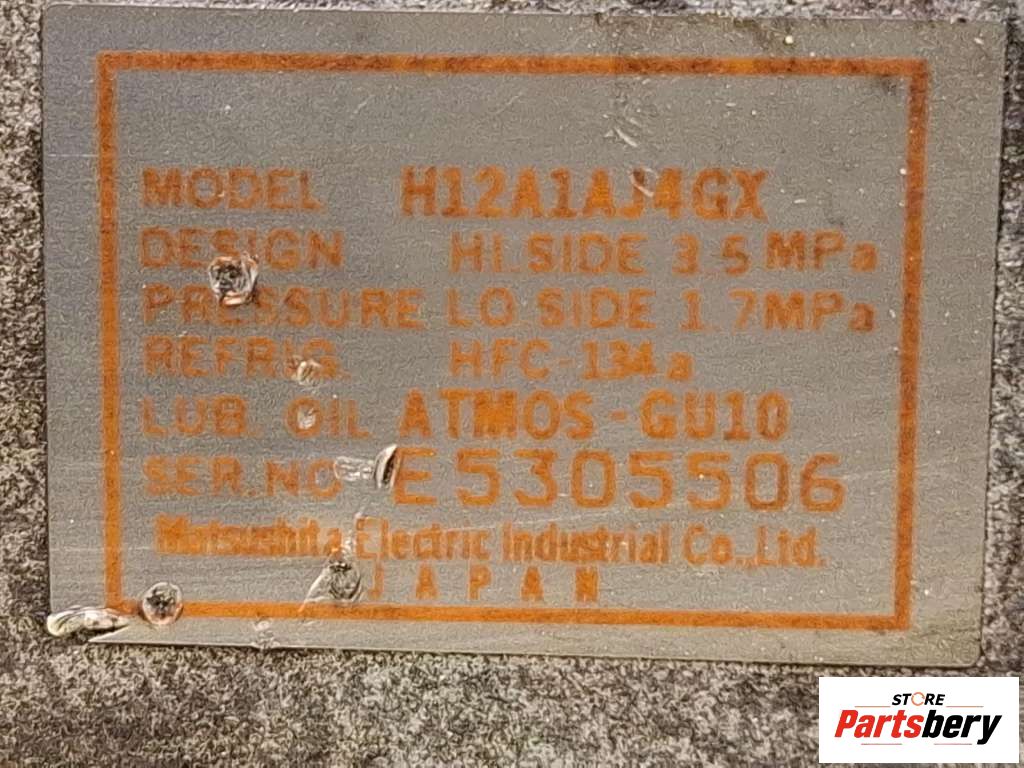 MODEL H12A1AJ4GX
DESIGN HI.SIDE 3.5 MPa
PRESSURE LO.SIDE 1.7MPa
REFRIG. HFC-134a
LUB. OIL ATMOS-GU10
SER.NO E5305506
Matsushita Electric Industrial Co.,Ltd.
JAPAN
STORE
Partsbery